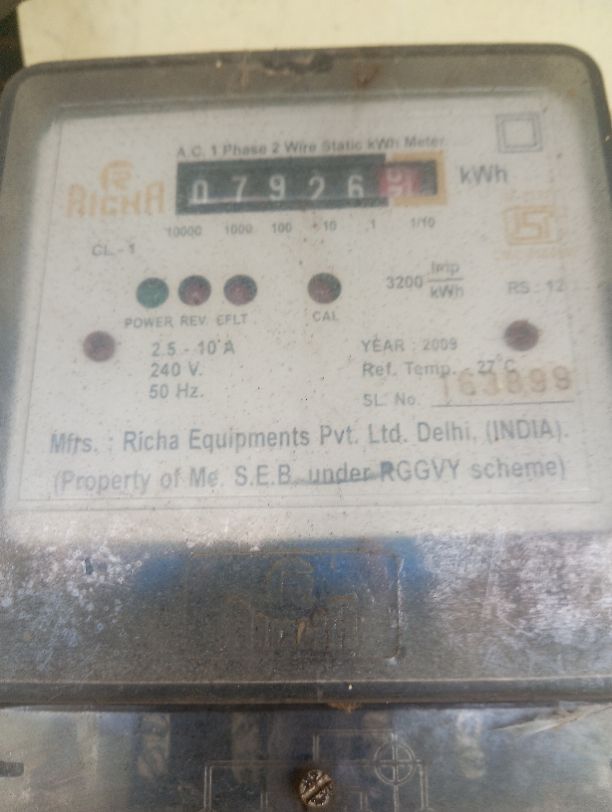 A.C. 1 Phase 2 Wire Static kWh Meter
RICHA
0 7 9 2 6 kWh
10000 1000 100 10 .1 1/10
CL.-1
3200 Imp
kWh
RS : 12
POWER REV EFLT CAL
2.5 - 10 A
240 V.
50 Hz.
YEAR : 2009
Ref. Temp. 27°C
SL. No. 163899
Mfrs. : Richa Equipments Pvt. Ltd. Delhi, (INDIA).
(Property of Me. S.E.B. under RGGVY scheme)